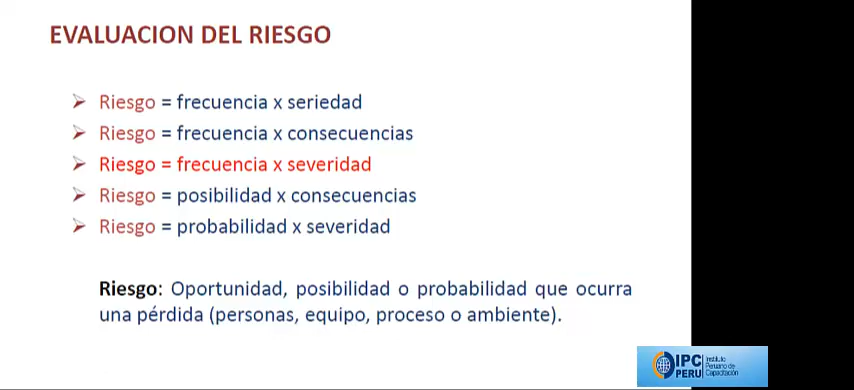 EVALUACION DEL RIESGO
Riesgo = frecuencia x seriedad
Riesgo = frecuencia x consecuencias
Riesgo = frecuencia x severidad
Riesgo = posibilidad x consecuencias
Riesgo = probabilidad x severidad
Riesgo: Oportunidad, posibilidad o probabilidad que ocurra
una pérdida (personas, equipo, proceso o ambiente).
IPC
PERU
Instituto
Peruano de
Capacitación